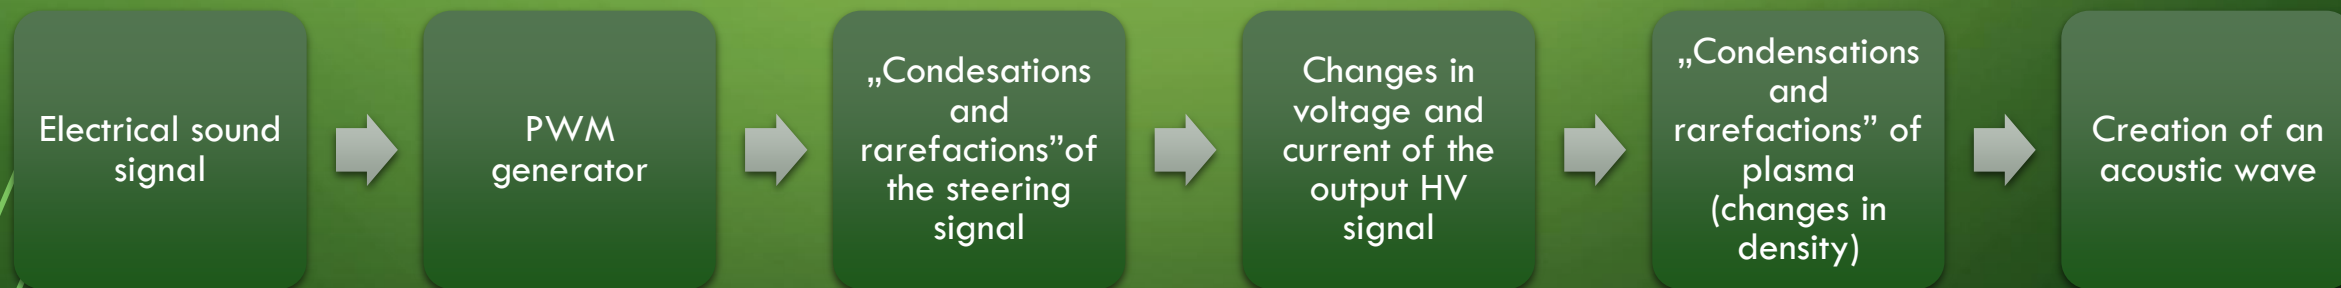 Electrical sound
signal
PWM
generator
„Condesations
and
rarefactions”of
the steering
signal
Changes in
voltage and
current of the
output HV
signal
„Condensations
and
rarefactions” of
plasma
(changes in
density)
Creation of an
acoustic wave